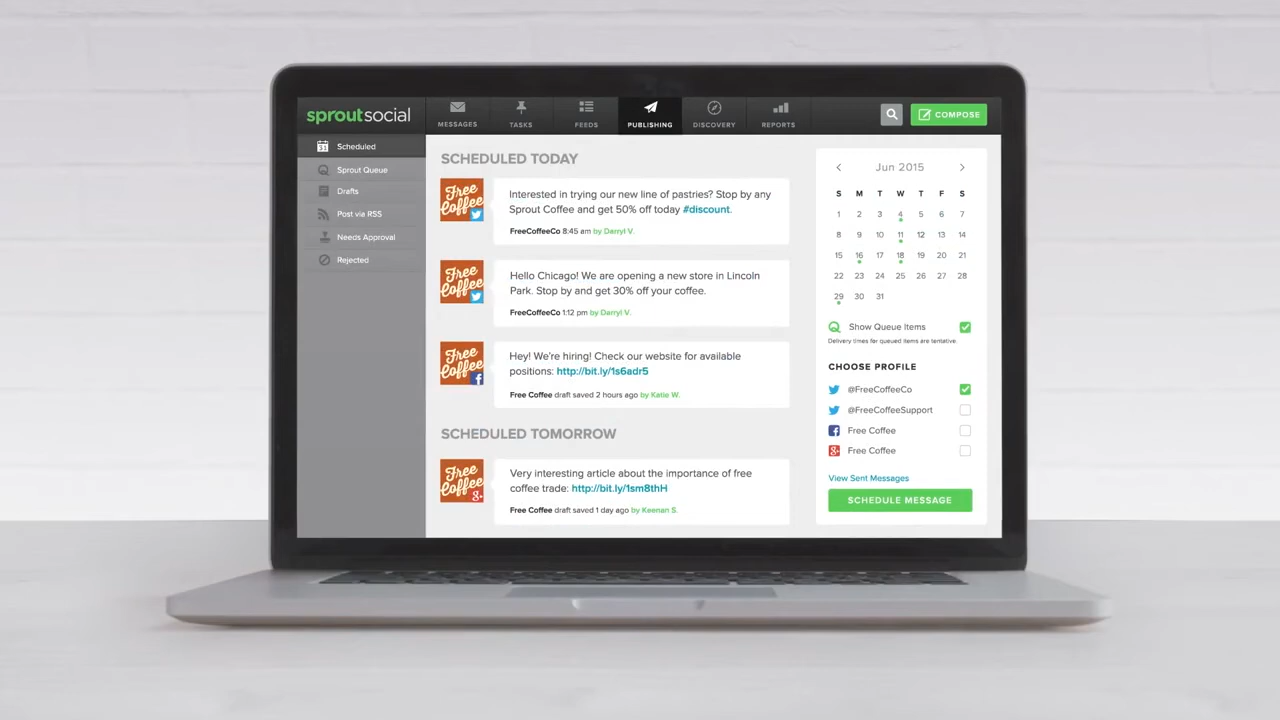 sproutsocial
MESSAGES
TASKS
FEEDS
PUBLISHING
DISCOVERY
REPORTS
COMPOSE
31
Scheduled
Sprout Queue
Drafts
Post via RSS
Needs Approval
Rejected
SCHEDULED TODAY
Free
Coffee
Interested in trying our new line of pastries? Stop by any
Sprout Coffee and get 50% off today #discount.
FreeCoffeeCo 8:45 am by Darryl V.
Free
Coffee
Hello Chicago! We are opening a new store in Lincoln
Park. Stop by and get 30% off your coffee.
FreeCoffeeCo 1:12 pm by Darryl V.
Free
Coffee
f
Hey! We're hiring! Check our website for available
positions: http://bit.ly/1s6adr5
Free Coffee draft saved 2 hours ago by Katie W.
SCHEDULED TOMORROW
Free
Coffee
g+
Very interesting article about the importance of free
coffee trade: http://bit.ly/1sm8thH
Free Coffee draft saved 1 day ago by Keenan S.
Jun 2015
S M T W T F S
1 2 3 4 5 6 7
8 9 10 11 12 13 14
15 16 17 18 19 20 21
22 23 24 25 26 27 28
29 30 31
Show Queue Items
Delivery times for queued items are tentative.
CHOOSE PROFILE
@FreeCoffeeCo
@FreeCoffeeSupport
f Free Coffee
g+ Free Coffee
View Sent Messages
SCHEDULE MESSAGE